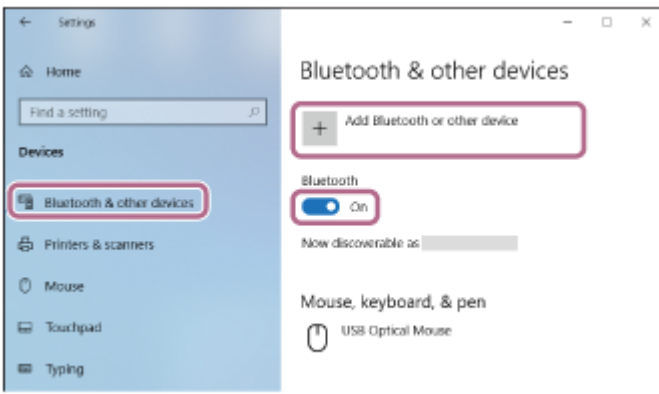 Settings
Home
Find a setting
Devices
Bluetooth & other devices
Printers & scanners
Mouse
Touchpad
Typing
Bluetooth & other devices
Add Bluetooth or other device
Bluetooth
On
Now discoverable as
Mouse, keyboard, & pen
USB Optical Mouse